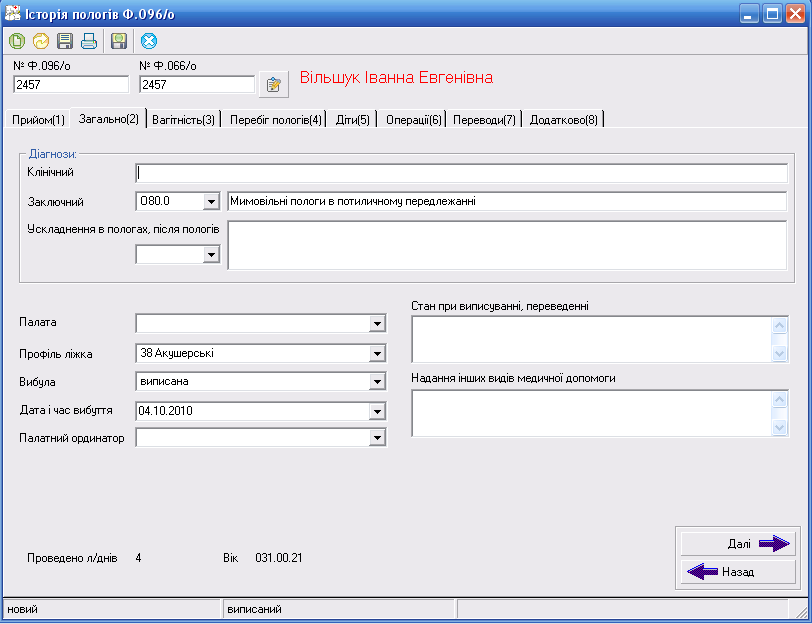 Історія пологів Ф.096/о
№ Ф.096/о
№ Ф.066/о
2457
2457
Вільшук Іванна Евгенівна
Прийом(1)
Загально(2)
Вагітність(3)
Перебіг пологів(4)
Діти(5)
Операції(6)
Переводи(7)
Додатково(8)
Діагнози:
Клінічний
Заключний
O80.0
Мимовільні пологи в потиличному передлежанні
Ускладнення в пологах, після пологів
Палата
Профіль ліжка
38 Акушерські
Вибула
виписана
Дата і час вибуття
04.10.2010
Палатний ординатор
Стан при виписуванні, переведенні
Надання інших видів медичної допомоги
Проведено л/днів
4
Вік
031.00.21
Далі
Назад
новий
виписаний